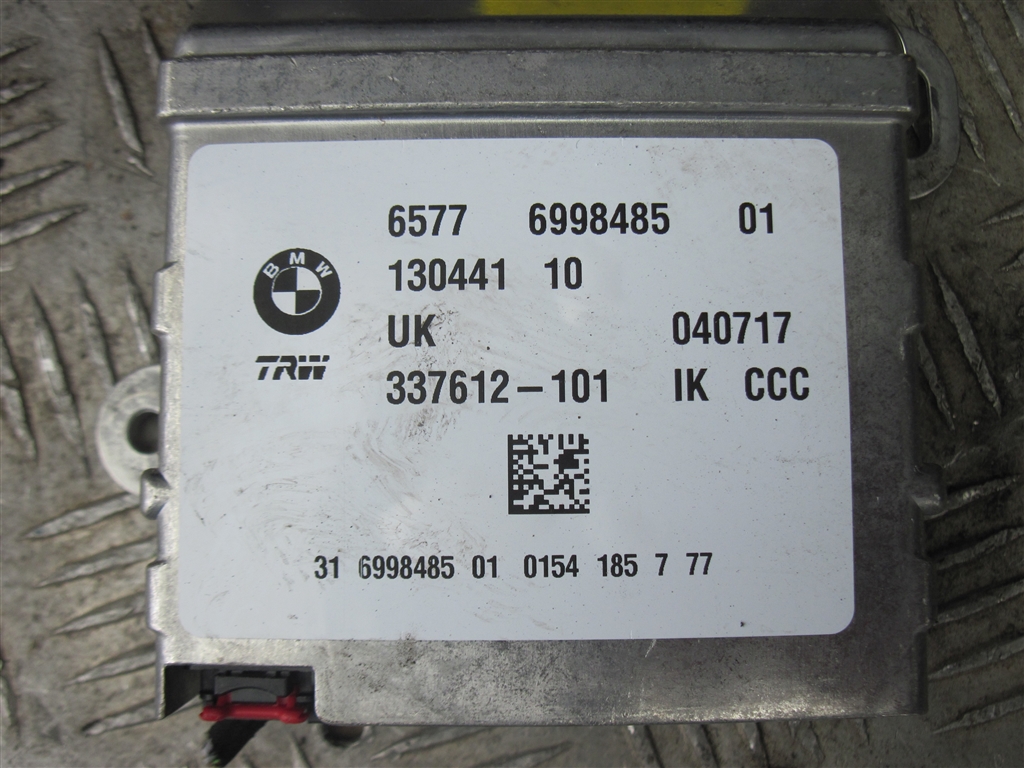 6577 6998485 01
BMW
130441 10
UK 040717
TRW
337612-101 IK CCC
31 6998485 01 0154 185 7 77